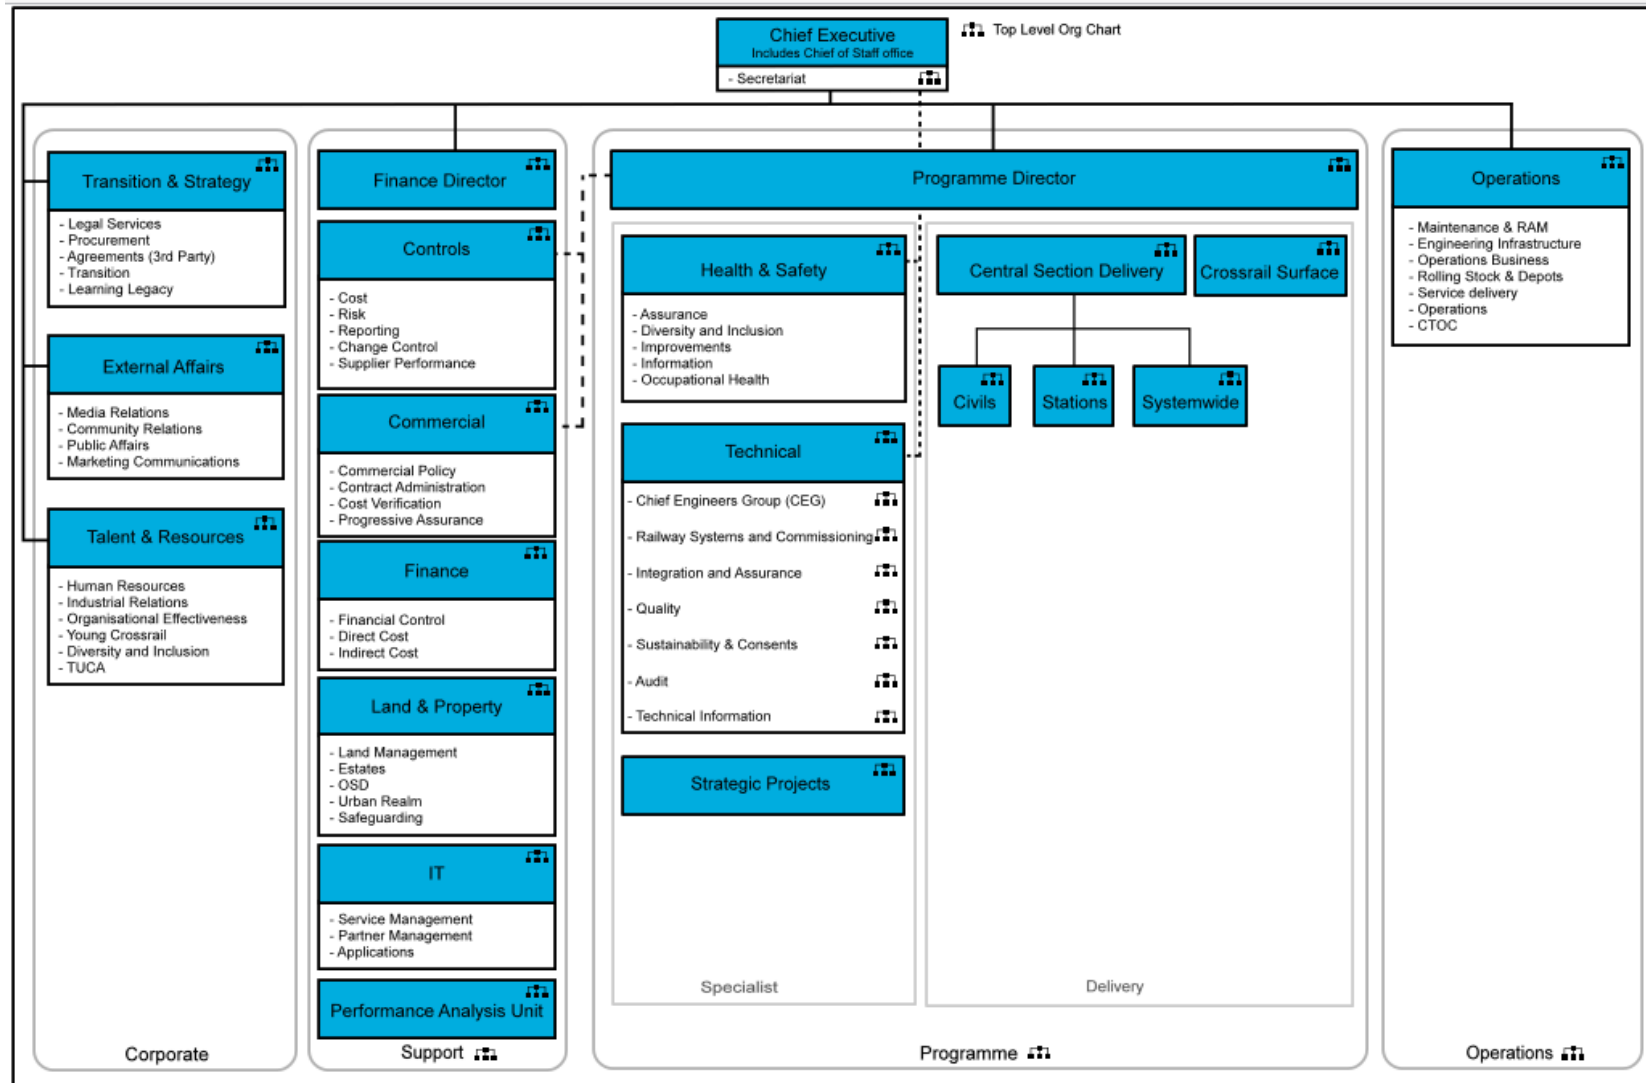 Chief Executive
Includes Chief of Staff office
- Secretariat
Top Level Org Chart
Transition & Strategy
- Legal Services
- Procurement
- Agreements (3rd Party)
- Transition
- Learning Legacy
External Affairs
- Media Relations
- Community Relations
- Public Affairs
- Marketing Communications
Talent & Resources
- Human Resources
- Industrial Relations
- Organisational Effectiveness
- Young Crossrail
- Diversity and Inclusion
- TUCA
Corporate
Finance Director
Controls
- Cost
- Risk
- Reporting
- Change Control
- Supplier Performance
Commercial
- Commercial Policy
- Contract Administration
- Cost Verification
- Progressive Assurance
Finance
- Financial Control
- Direct Cost
- Indirect Cost
Land & Property
- Land Management
- Estates
- OSD
- Urban Realm
- Safeguarding
IT
- Service Management
- Partner Management
- Applications
Performance Analysis Unit
Support
Programme Director
Health & Safety
- Assurance
- Diversity and Inclusion
- Improvements
- Information
- Occupational Health
Technical
- Chief Engineers Group (CEG)
- Railway Systems and Commissioning
- Integration and Assurance
- Quality
- Sustainability & Consents
- Audit
- Technical Information
Strategic Projects
Specialist
Central Section Delivery
Crossrail Surface
Civils
Stations
Systemwide
Delivery
Programme
Operations
- Maintenance & RAM
- Engineering Infrastructure
- Operations Business
- Rolling Stock & Depots
- Service delivery
- Operations
- CTOC
Operations